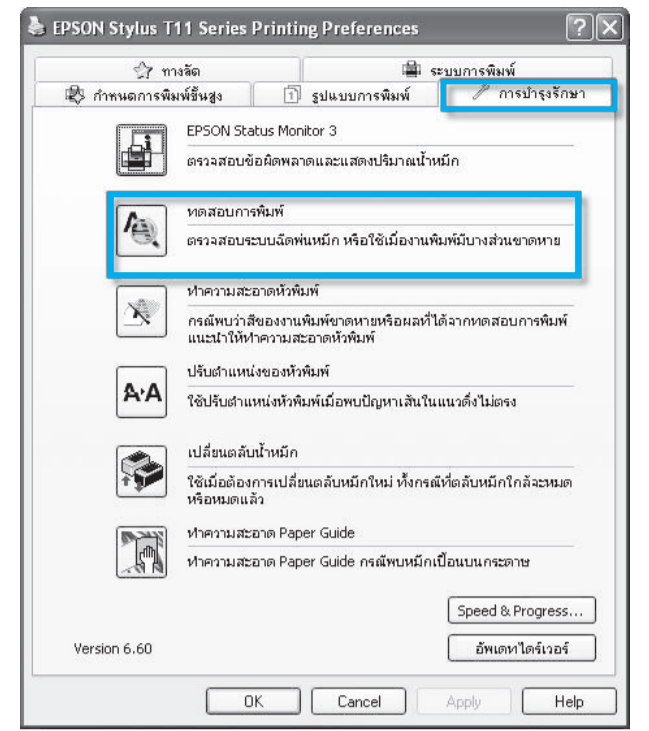 EPSON Stylus T11 Series Printing Preferences
ทางลัด
ระบบการพิมพ์
กำหนดการพิมพ์ขั้นสูง
รูปแบบการพิมพ์
การบำรุงรักษา
EPSON Status Monitor 3
ตรวจสอบข้อผิดพลาดและแสดงปริมาณน้ำหมึก
ทดสอบการพิมพ์
ตรวจสอบระบบฉีดพ่นหมึก หรือใช้เมื่องานพิมพ์มีบางส่วนขาดหาย
ทำความสะอาดหัวพิมพ์
กรณีพบว่าสีของงานพิมพ์ขาดหายหรือผลที่ได้จากทดสอบการพิมพ์
แนะนำให้ทำความสะอาดหัวพิมพ์
ปรับตำแหน่งของหัวพิมพ์
ใช้ปรับตำแหน่งหัวพิมพ์เมื่อพบปัญหาเส้นในแนวดิ่งไม่ตรง
เปลี่ยนตลับน้ำหมึก
ใช้เมื่อต้องการเปลี่ยนตลับหมึกใหม่ ทั้งกรณีที่ตลับหมึกใกล้จะหมด
หรือหมดแล้ว
ทำความสะอาด Paper Guide
ทำความสะอาด Paper Guide กรณีพบหมึกเปื้อนบนกระดาษ
Speed & Progress...
Version 6.60
อัพเดทไดร์เวอร์
OK
Cancel
Apply
Help